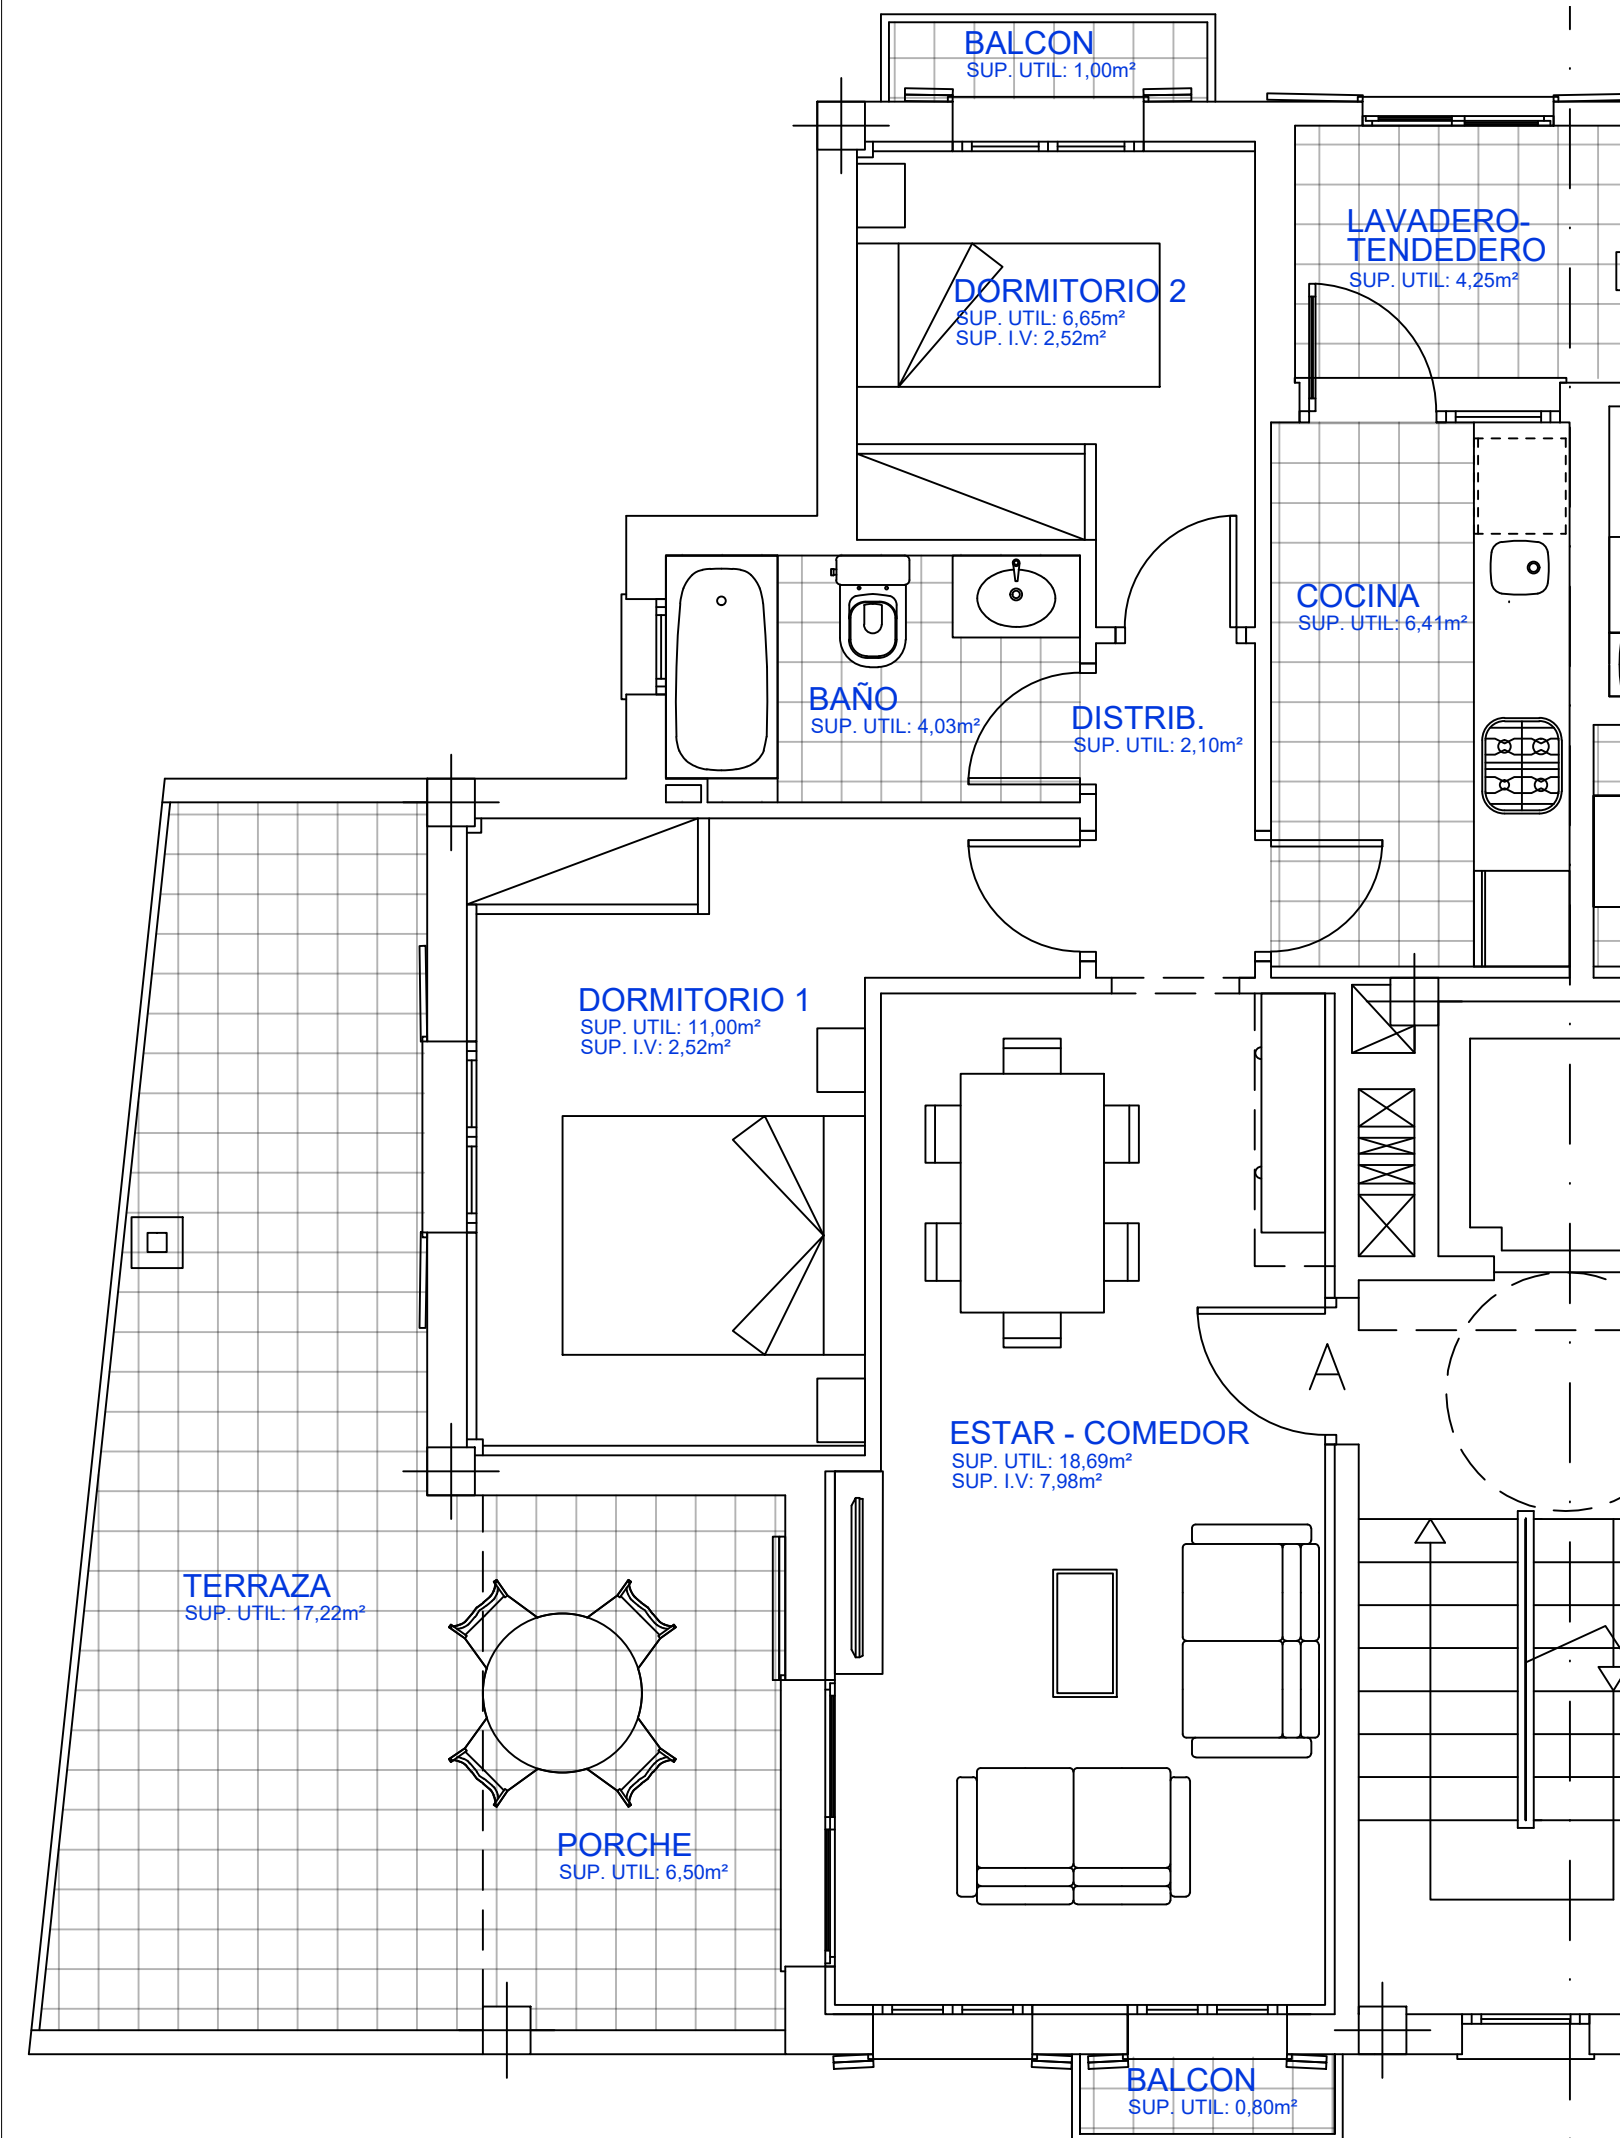 BALCON
SUP. UTIL: 1,00m²
LAVADERO-
TENDEDERO
SUP. UTIL: 4,25m²
DORMITORIO 2
SUP. UTIL: 6,65m²
SUP. I.V: 2,52m²
COCINA
SUP. UTIL: 6,41m²
BAÑO
SUP. UTIL: 4,03m²
DISTRIB.
SUP. UTIL: 2,10m²
DORMITORIO 1
SUP. UTIL: 11,00m²
SUP. I.V: 2,52m²
A
ESTAR - COMEDOR
SUP. UTIL: 18,69m²
SUP. I.V: 7,98m²
TERRAZA
SUP. UTIL: 17,22m²
PORCHE
SUP. UTIL: 6,50m²
BALCON
SUP. UTIL: 0,80m²